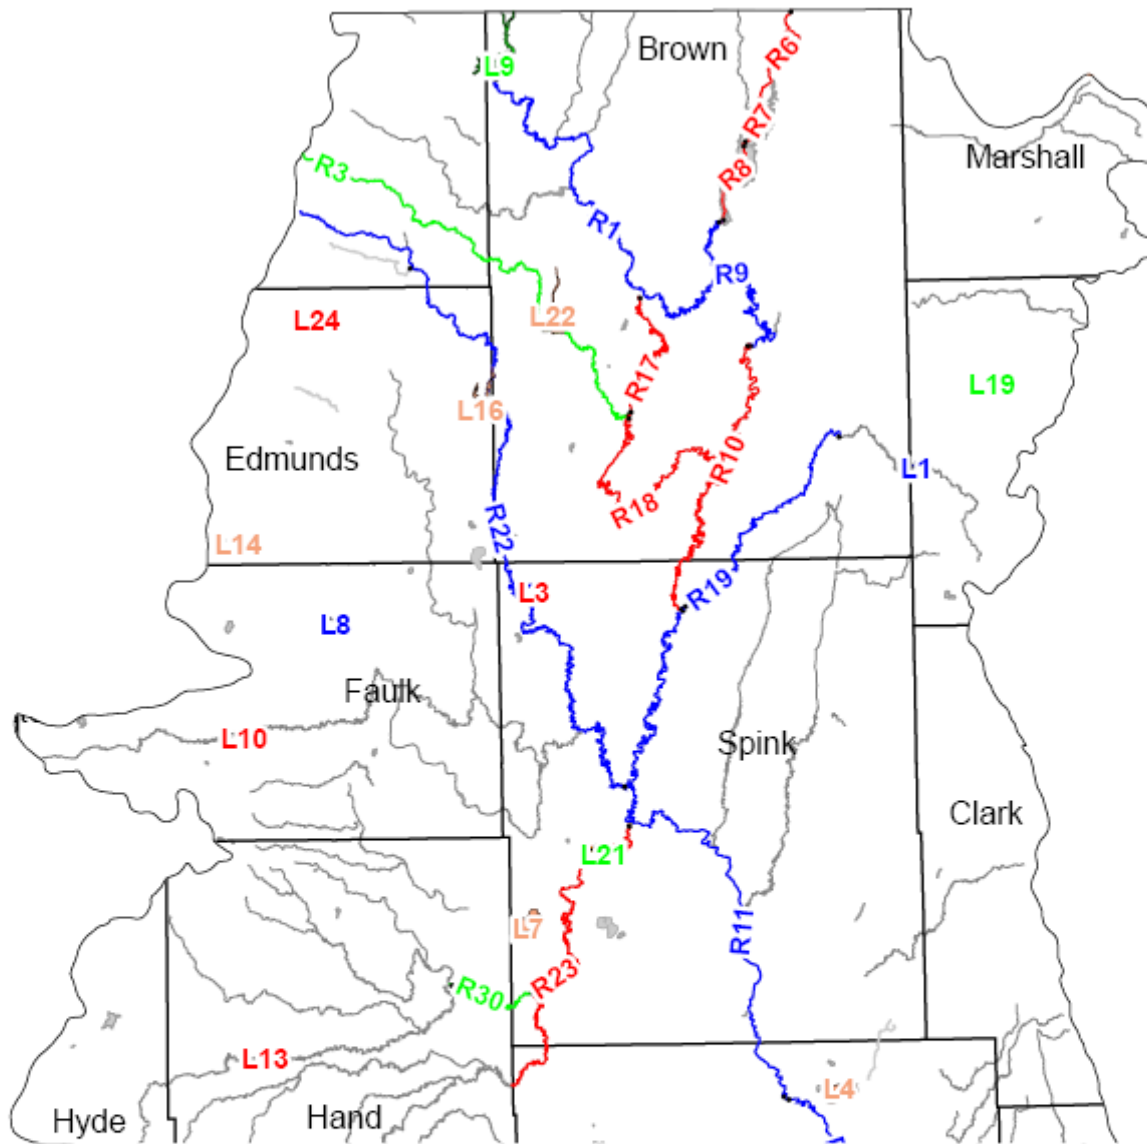 Brown
R6
L9
R7
Marshall
R3
R8
R1
R9
L24
L22
R17
L19
L16
Edmunds
R10
L1
R18
R22
L14
L3
R19
L8
Faulk
L10
Spink
Clark
L21
L7
R11
R23
R30
L13
L4
Hyde
Hand